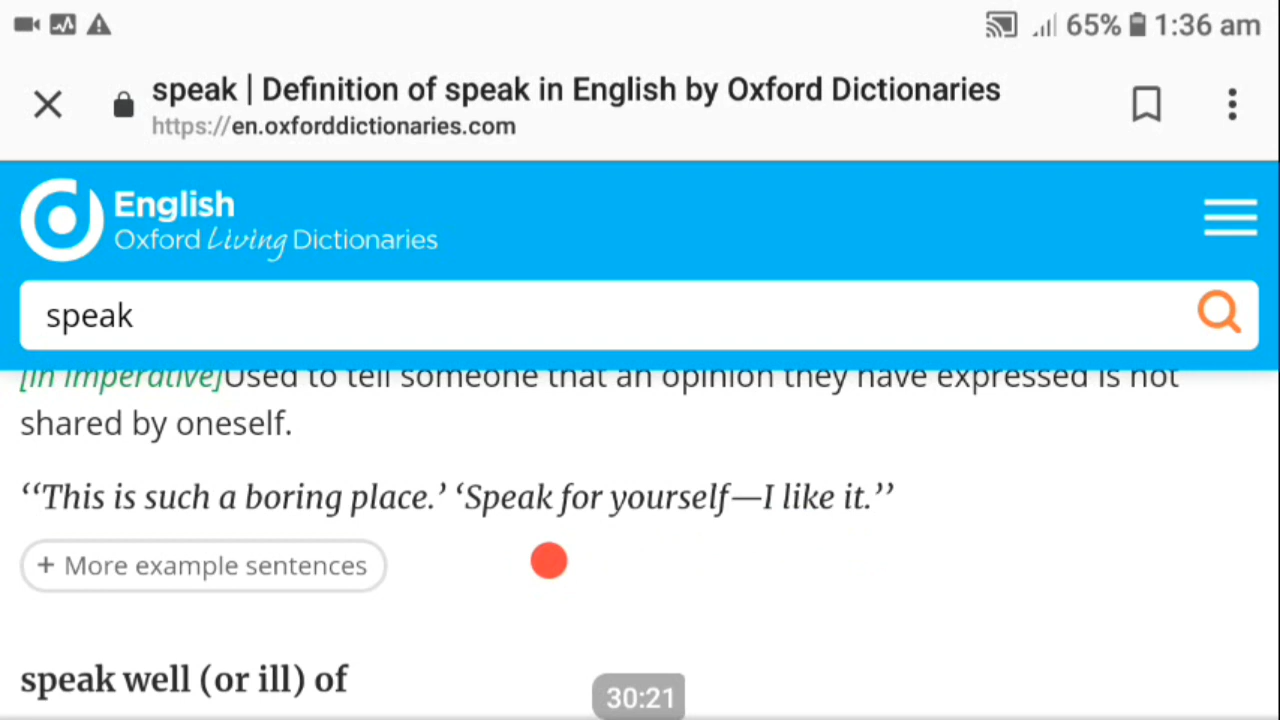 65% 1:36 am
speak | Definition of speak in English by Oxford Dictionaries
https://en.oxforddictionaries.com
English
Oxford Living Dictionaries
speak
[in imperative]Used to tell someone that an opinion they have expressed is not
shared by oneself.
‘‘This is such a boring place.’ ‘Speak for yourself—I like it.’’
+ More example sentences
speak well (or ill) of
30:21